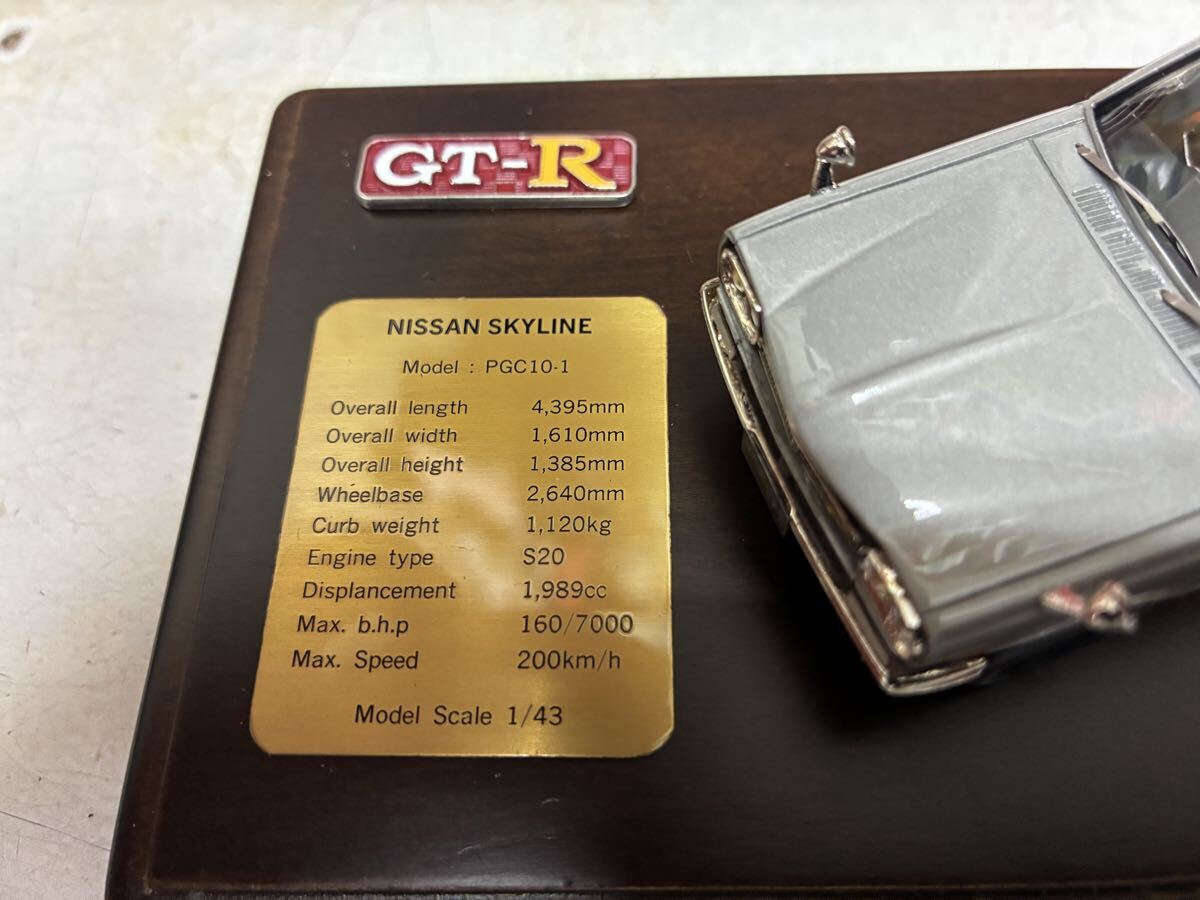 GT-R
NISSAN SKYLINE
Model : PGC10-1
Overall length 4,395mm
Overall width 1,610mm
Overall height 1,385mm
Wheelbase 2,640mm
Curb weight 1,120kg
Engine type S20
Displancement 1,989cc
Max. b.h.p 160/7000
Max. Speed 200km/h
Model Scale 1/43